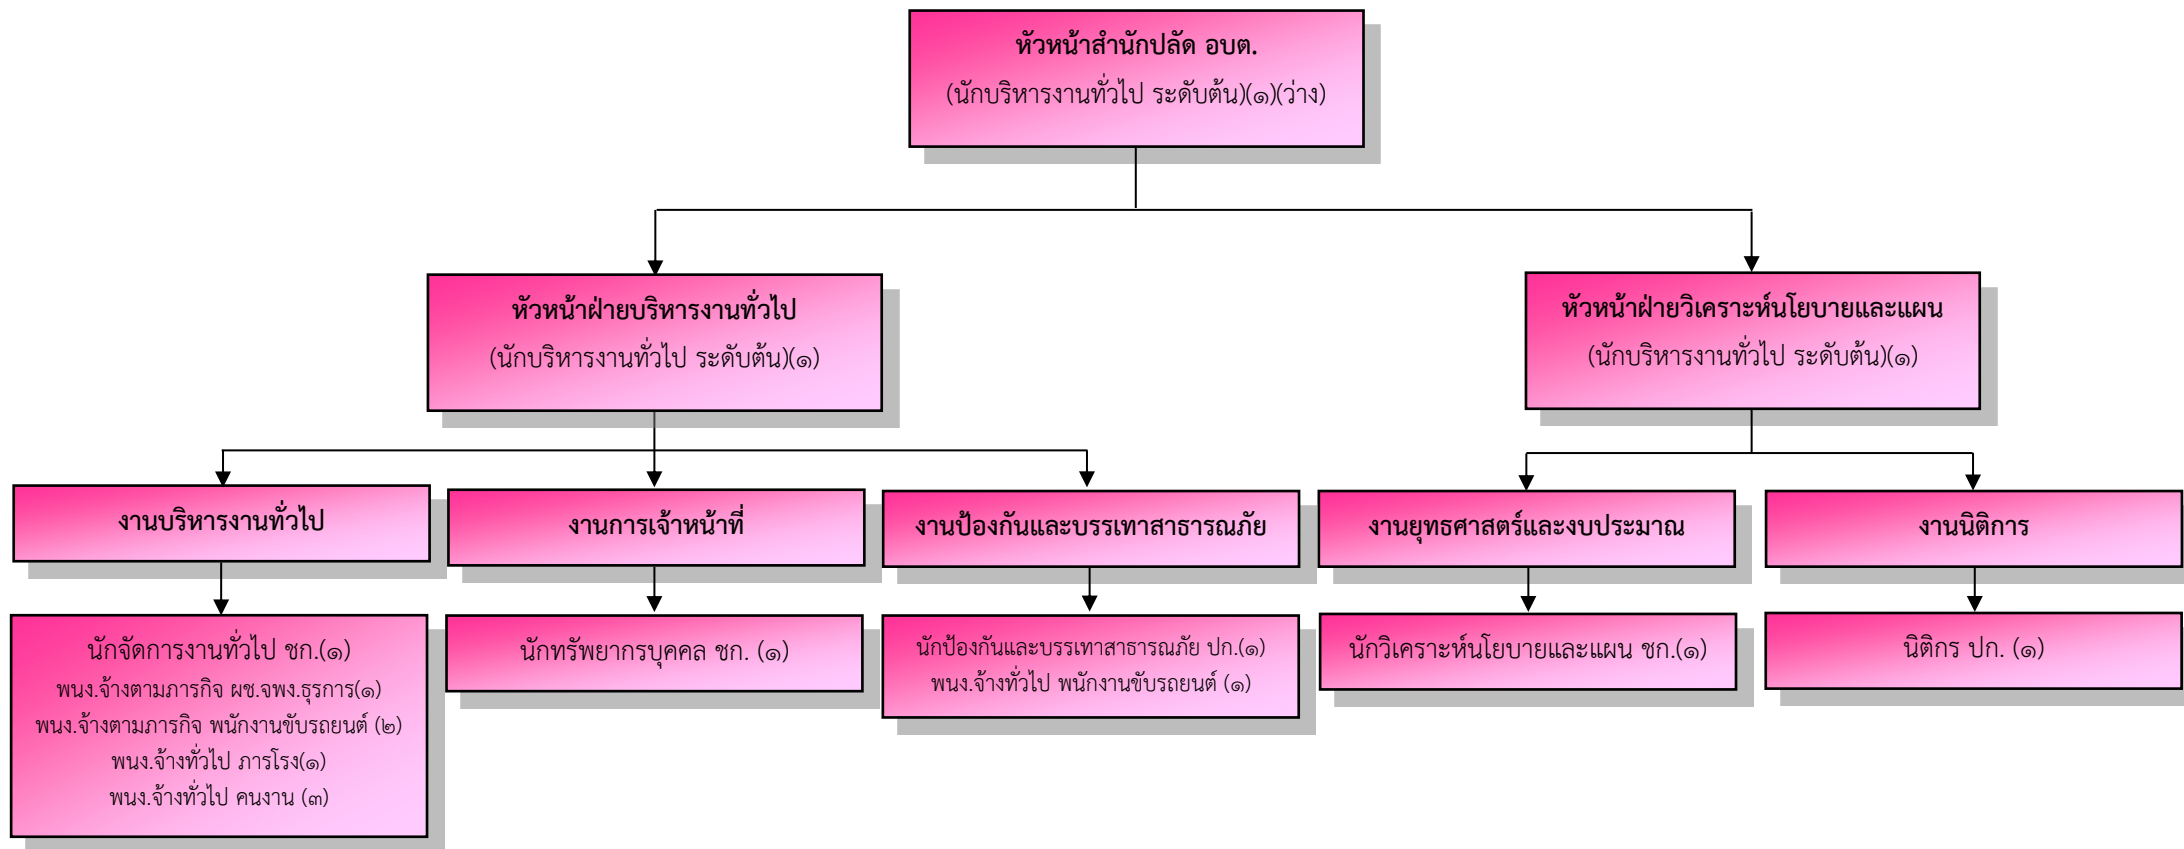 หัวหน้าสำนักปลัด อบต.
(นักบริหารงานทั่วไป ระดับต้น)(๑)(ว่าง)
หัวหน้าฝ่ายบริหารงานทั่วไป
(นักบริหารงานทั่วไป ระดับต้น)(๑)
หัวหน้าฝ่ายวิเคราะห์นโยบายและแผน
(นักบริหารงานทั่วไป ระดับต้น)(๑)
งานบริหารงานทั่วไป
งานการเจ้าหน้าที่
งานป้องกันและบรรเทาสาธารณภัย
งานยุทธศาสตร์และงบประมาณ
งานนิติการ
นักจัดการงานทั่วไป ชก.(๑)
พนง.จ้างตามภารกิจ ผช.จพง.ธุรการ(๑)
พนง.จ้างตามภารกิจ พนักงานขับรถยนต์ (๒)
พนง.จ้างทั่วไป ภารโรง(๑)
พนง.จ้างทั่วไป คนงาน (๓)
นักทรัพยากรบุคคล ชก. (๑)
นักป้องกันและบรรเทาสาธารณภัย ปก.(๑)
พนง.จ้างทั่วไป พนักงานขับรถยนต์ (๑)
นักวิเคราะห์นโยบายและแผน ชก.(๑)
นิติกร ปก. (๑)